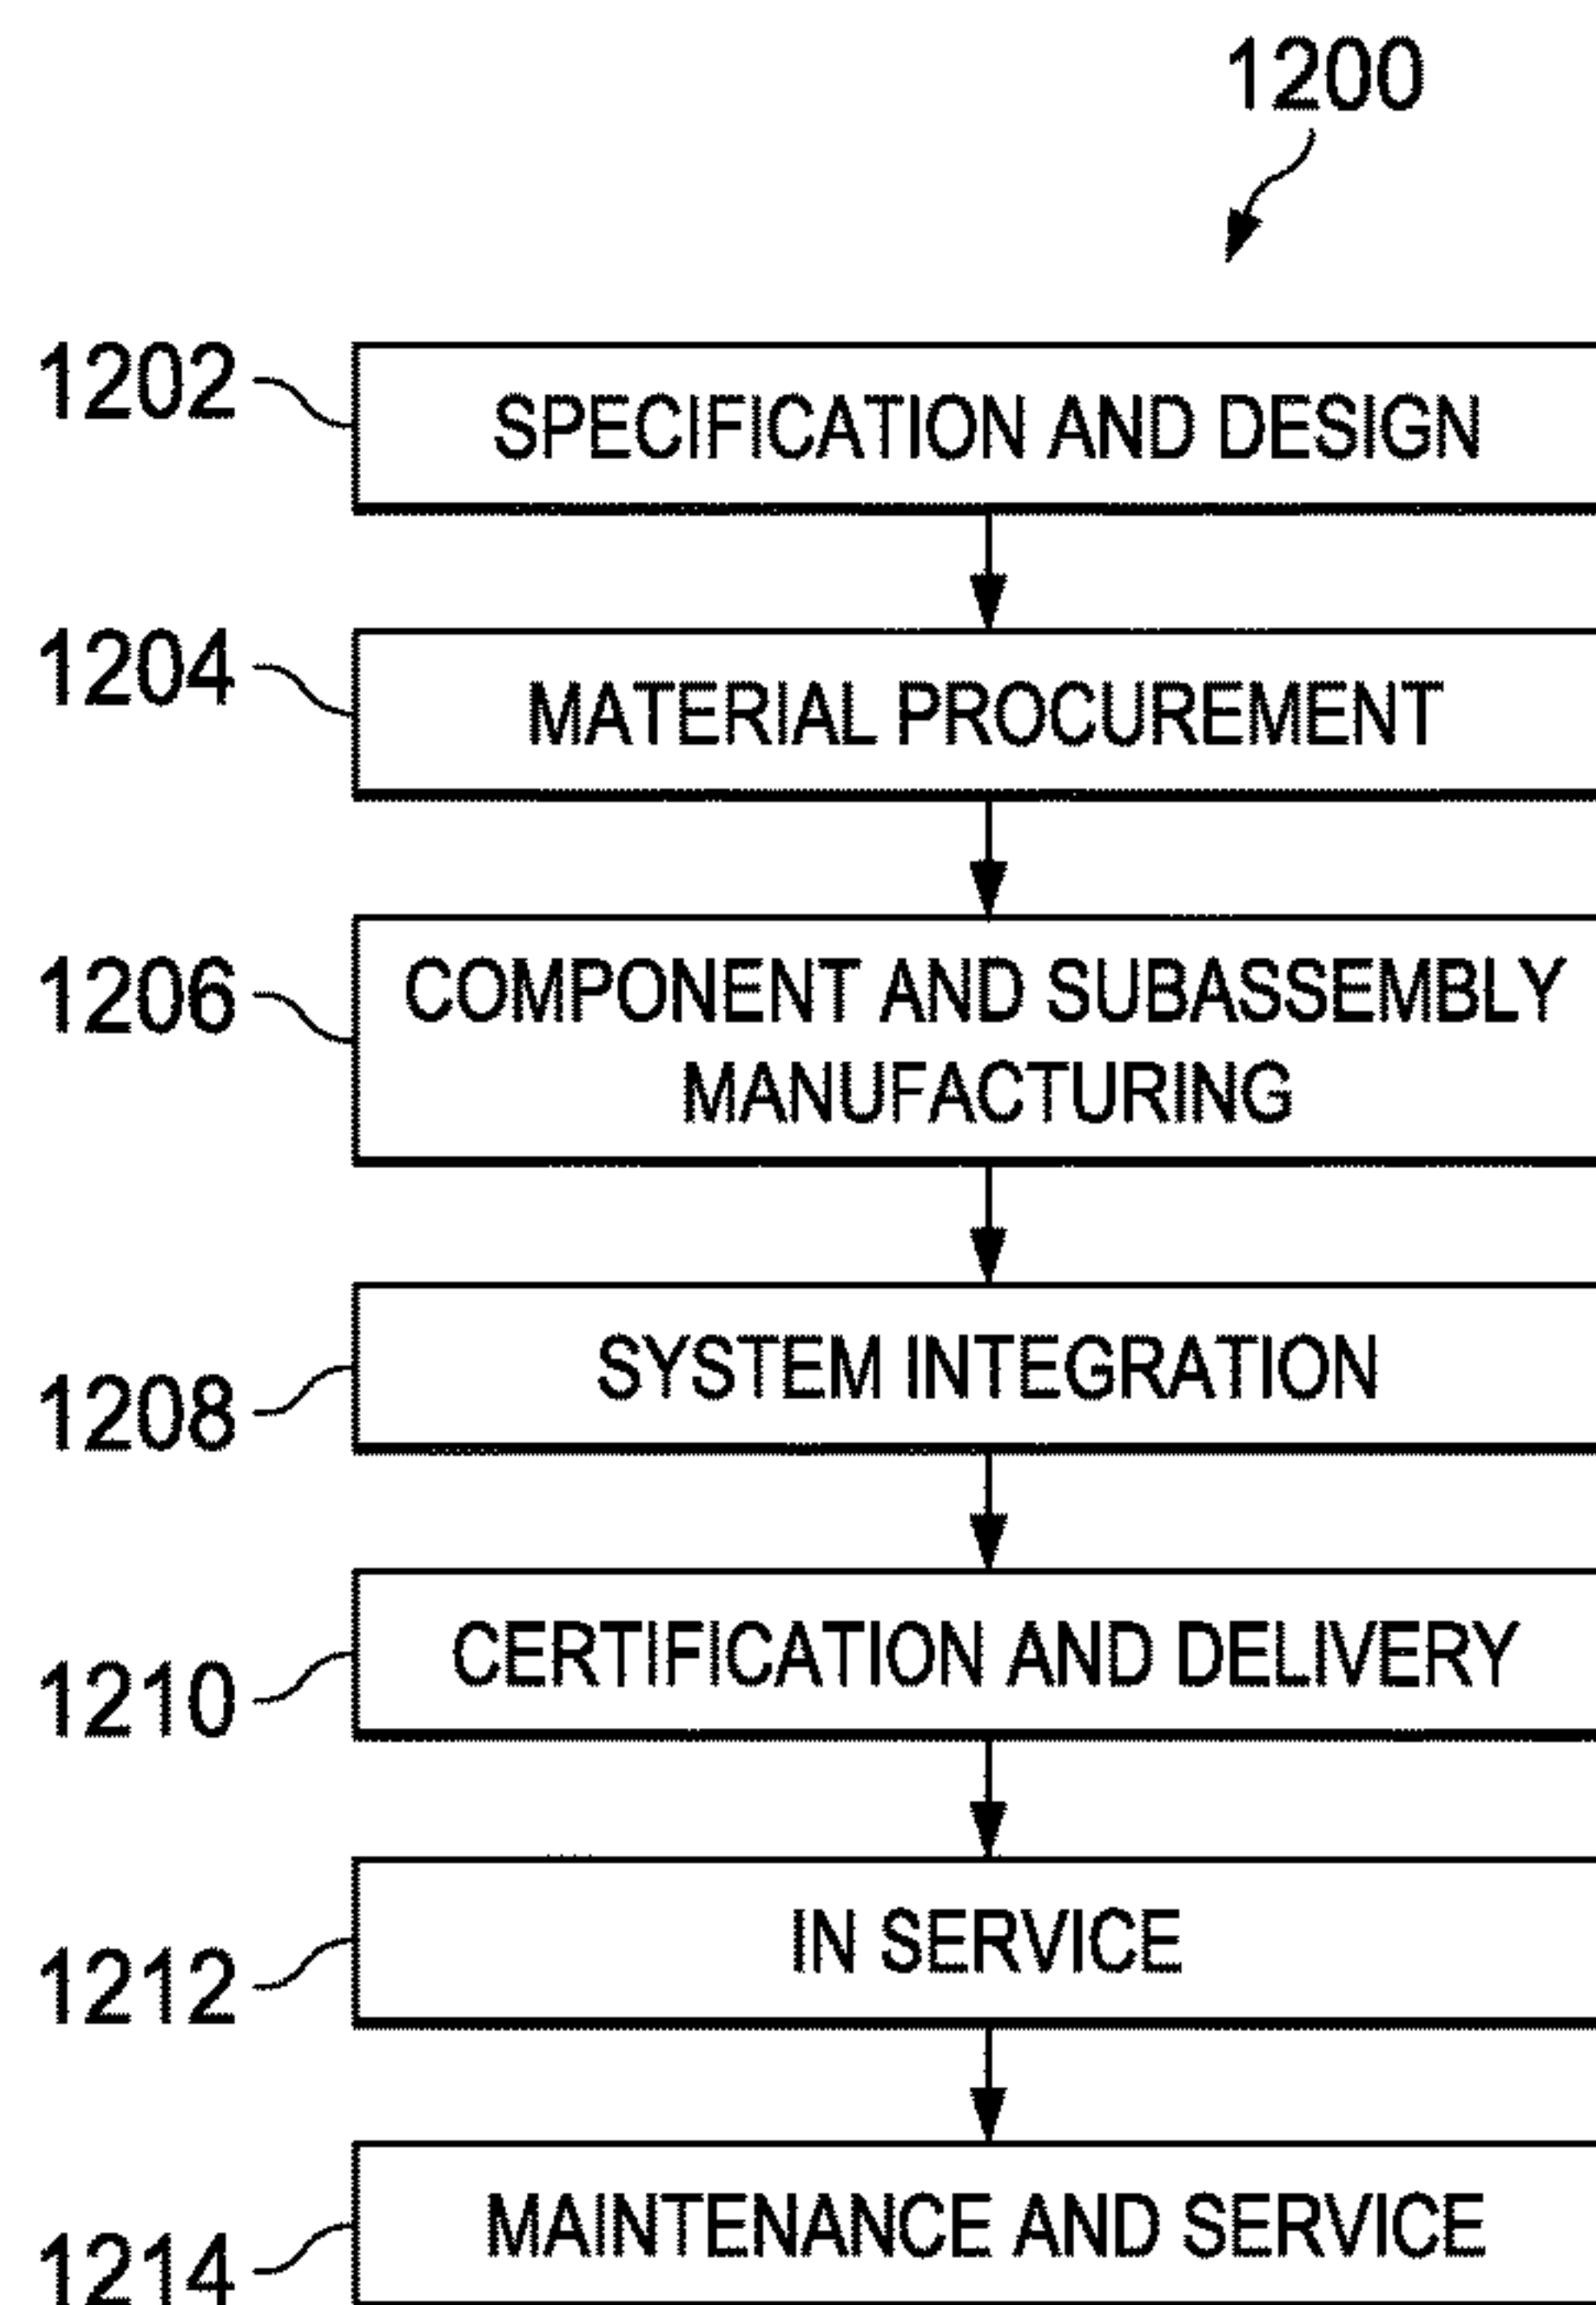 1200
1202
SPECIFICATION AND DESIGN
1204
MATERIAL PROCUREMENT
1206
COMPONENT AND SUBASSEMBLY
MANUFACTURING
1208
SYSTEM INTEGRATION
1210
CERTIFICATION AND DELIVERY
1212
IN SERVICE
1214
MAINTENANCE AND SERVICE